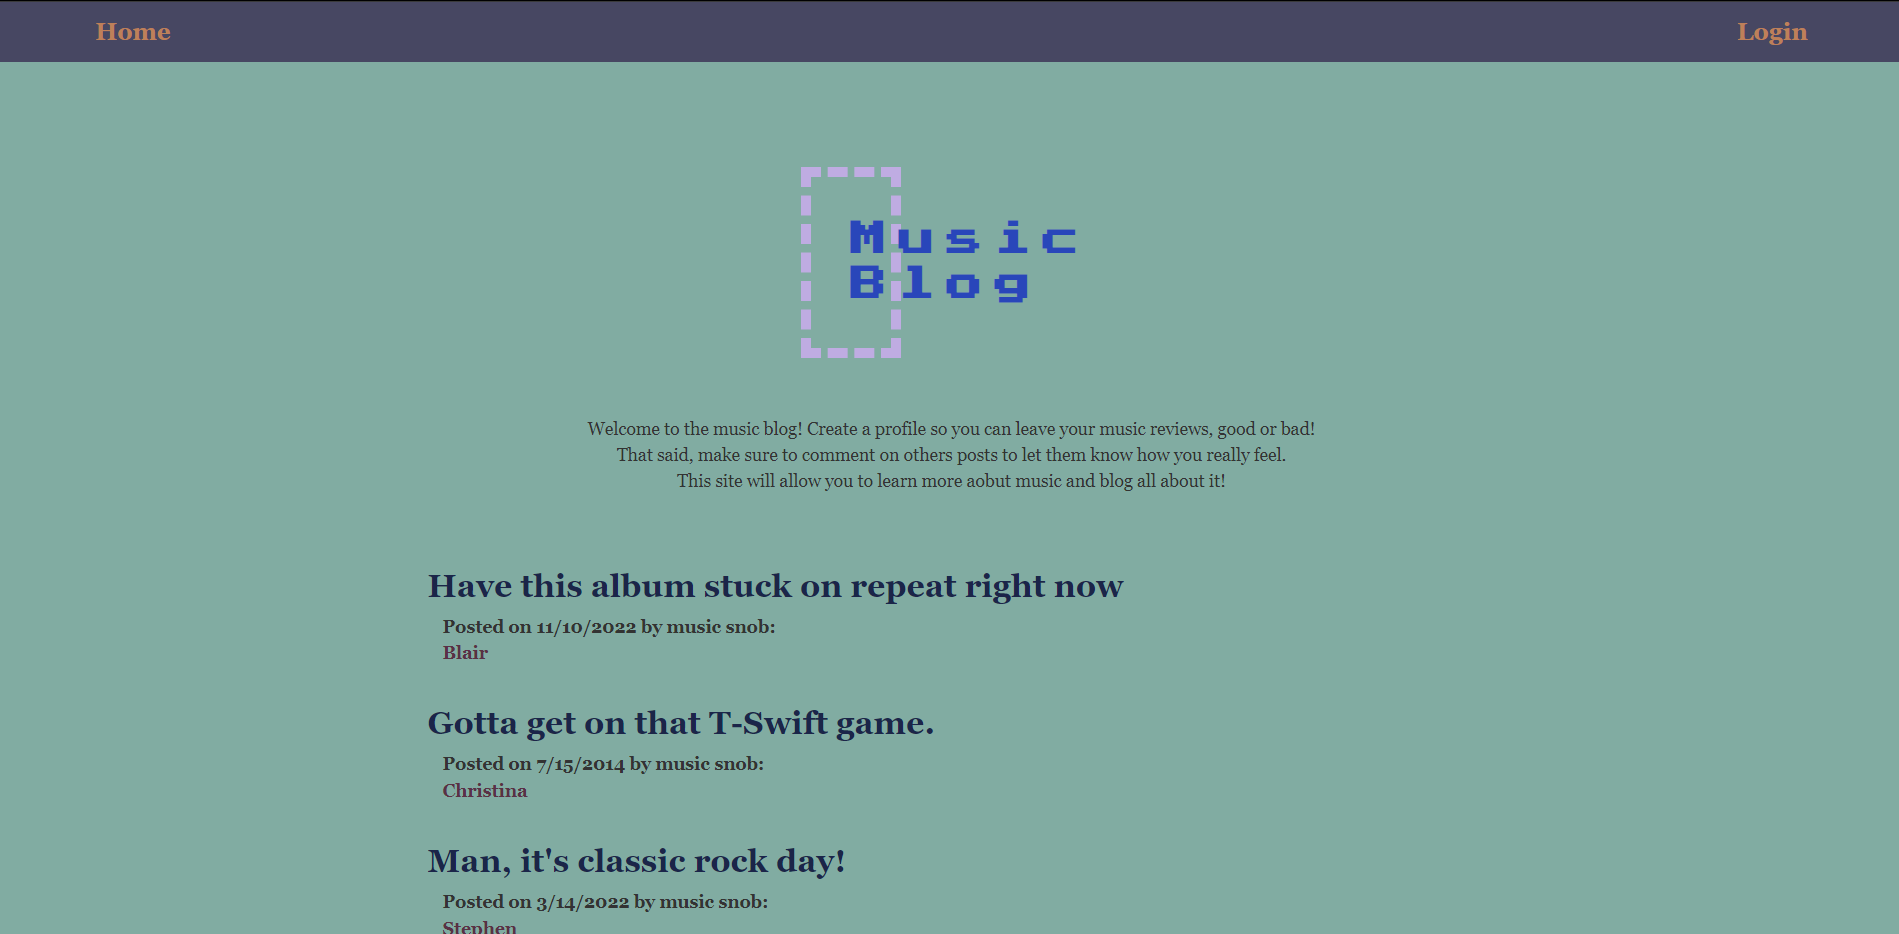 Home
Login
Music
Blog
Welcome to the music blog! Create a profile so you can leave your music reviews, good or bad!
That said, make sure to comment on others posts to let them know how you really feel.
This site will allow you to learn more aobut music and blog all about it!
Have this album stuck on repeat right now
Posted on 11/10/2022 by music snob:
Blair
Gotta get on that T-Swift game.
Posted on 7/15/2014 by music snob:
Christina
Man, it's classic rock day!
Posted on 3/14/2022 by music snob:
Stephen